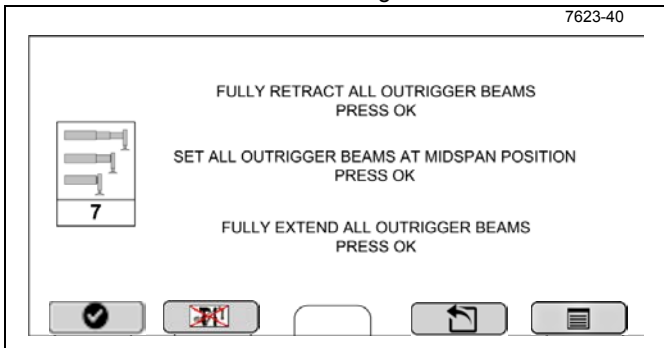 7623-40
FULLY RETRACT ALL OUTRIGGER BEAMS
PRESS OK
SET ALL OUTRIGGER BEAMS AT MIDSPAN POSITION
PRESS OK
7
FULLY EXTEND ALL OUTRIGGER BEAMS
PRESS OK